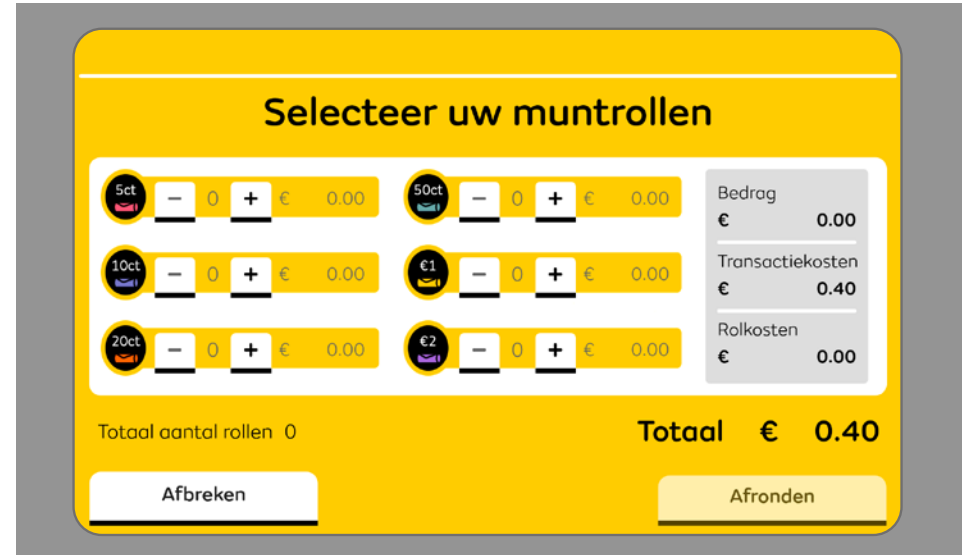 Selecteer uw muntrollen
5ct − 0 + € 0.00
50ct − 0 + € 0.00
Bedrag
€ 0.00
10ct − 0 + € 0.00
€1 − 0 + € 0.00
Transactiekosten
€ 0.40
20ct − 0 + € 0.00
€2 − 0 + € 0.00
Rolkosten
€ 0.00
Totaal aantal rollen 0
Totaal € 0.40
Afbreken
Afronden